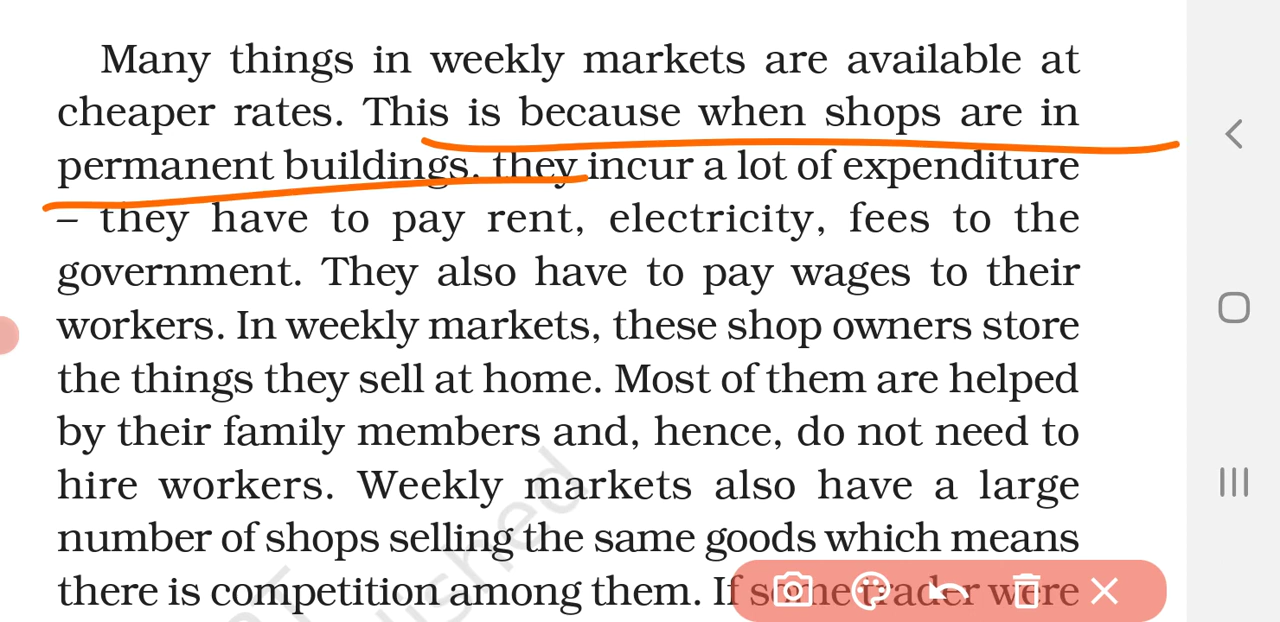 Many things in weekly markets are available at
cheaper rates. This is because when shops are in
permanent buildings, they incur a lot of expenditure
– they have to pay rent, electricity, fees to the
government. They also have to pay wages to their
workers. In weekly markets, these shop owners store
the things they sell at home. Most of them are helped
by their family members and, hence, do not need to
hire workers. Weekly markets also have a large
number of shops selling the same goods which means
there is competition among them. If some trader were